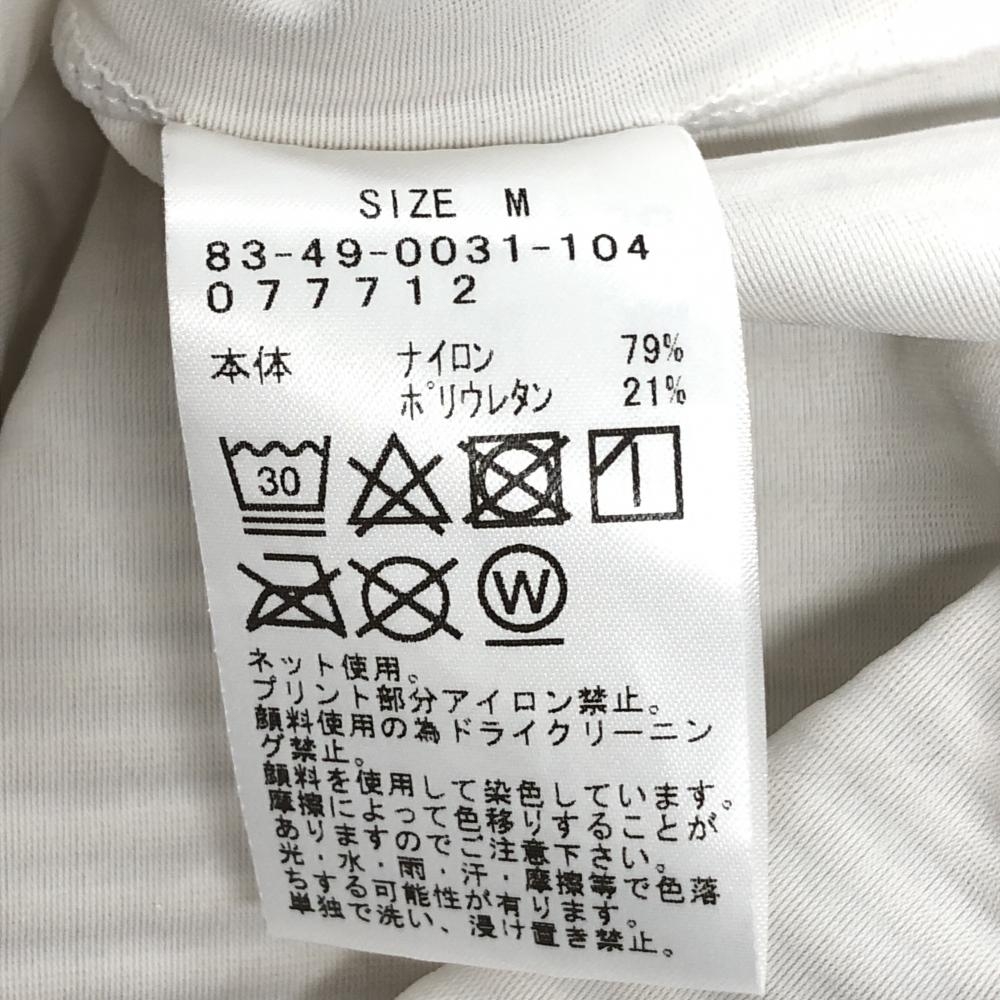 SIZE M
83-49-0031-104
077712
本体 ナイロン 79%
ポリウレタン 21%
30
W
ネット使用。
プリント部分アイロン禁止。
顔料使用の為ドライクリーニン
グ禁止。
顔料を使用して染色しています。
摩擦によって色移りすることが
ありますのでご注意下さい。
光・水・雨・汗・摩擦等で色落
ちする可能性が有ります。
単独で洗い、浸け置き禁止。